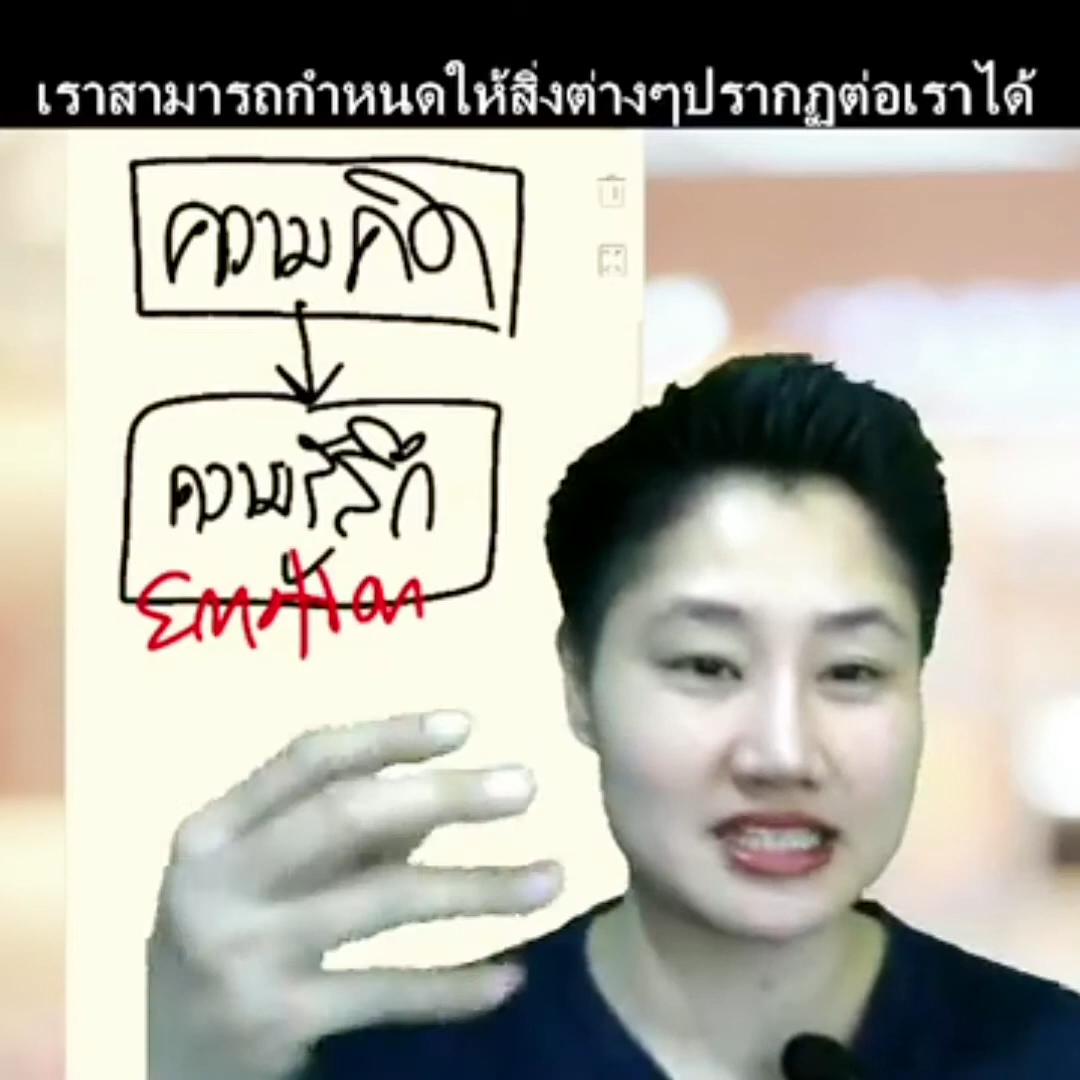 เราสามารถกำหนดให้สิ่งต่างๆปรากฏต่อเราได้
ความคิด
ความรู้สึก
Emotion